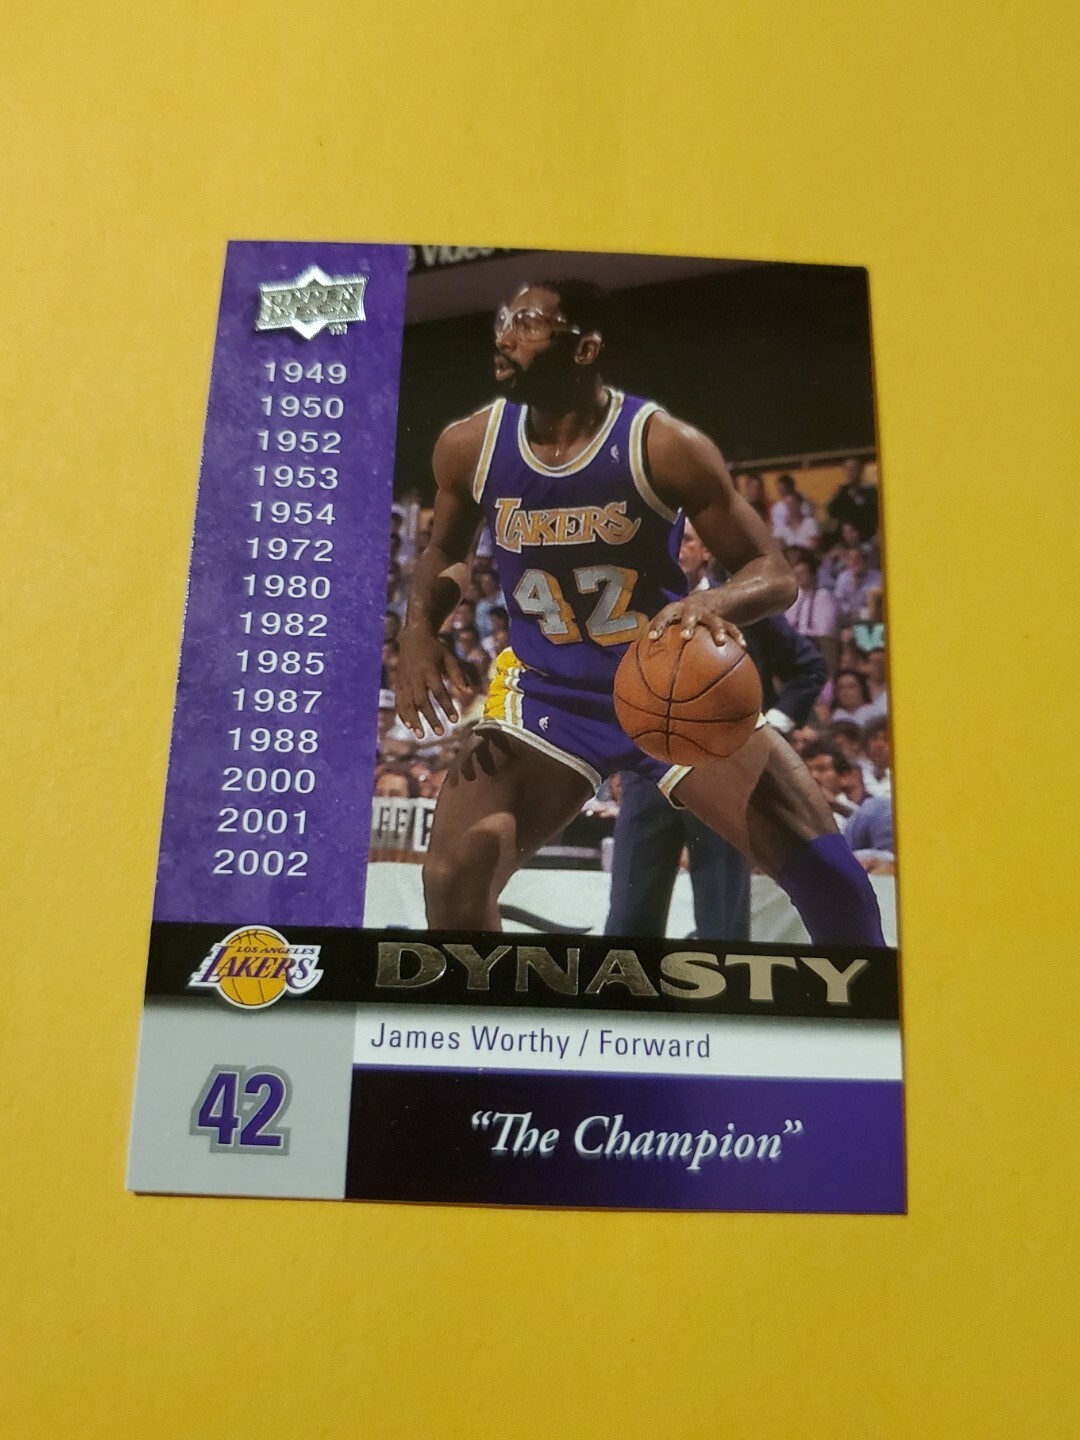 UPPER DECK
1949
1950
1952
1953
1954
1972
1980
1982
1985
1987
1988
2000
2001
2002
Video
LAKERS
42
LOS ANGELES
LAKERS
DYNASTY
James Worthy / Forward
42
“The Champion”